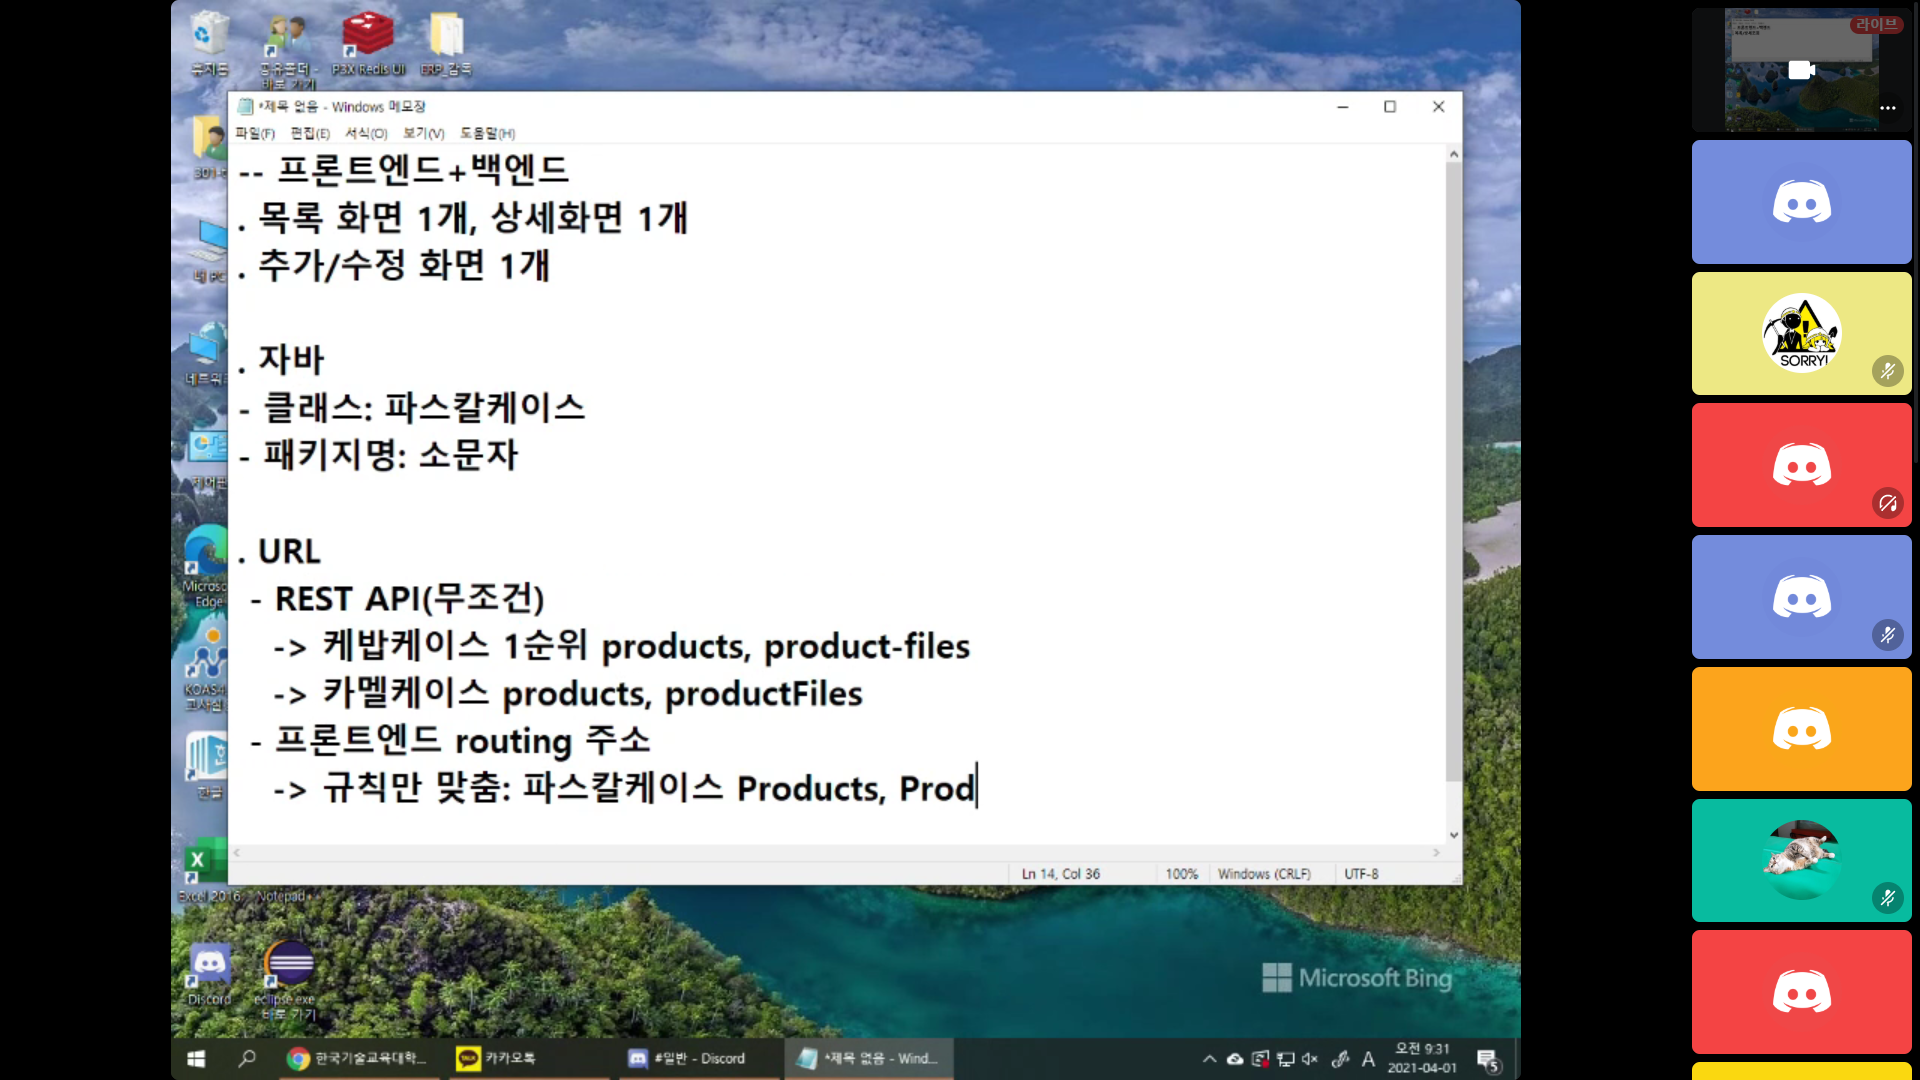 휴지통
공유폴더 -
바로 가기
P3X Redis UI
ERP_감독
라이브
*제목 없음 - Windows 메모장
파일(F) 편집(E) 서식(O) 보기(V) 도움말(H)
-- 프론트엔드+백엔드
. 목록 화면 1개, 상세화면 1개
. 추가/수정 화면 1개
. 자바
- 클래스: 파스칼케이스
- 패키지명: 소문자
. URL
- REST API(무조건)
-> 케밥케이스 1순위 products, product-files
-> 카멜케이스 products, productFiles
- 프론트엔드 routing 주소
-> 규칙만 맞춤: 파스칼케이스 Products, Prod
Ln 14, Col 36 100% Windows (CRLF) UTF-8
내 PC
Microsc
Edge
한글
Excel 2016
Notepad+
Discord
eclipse.exe
바로 가기
SORRY!
Microsoft Bing
한국기술교육대학...
카카오톡
#일반 - Discord
*제목 없음 - Wind...
A
오전 9:31
2021-04-01
5